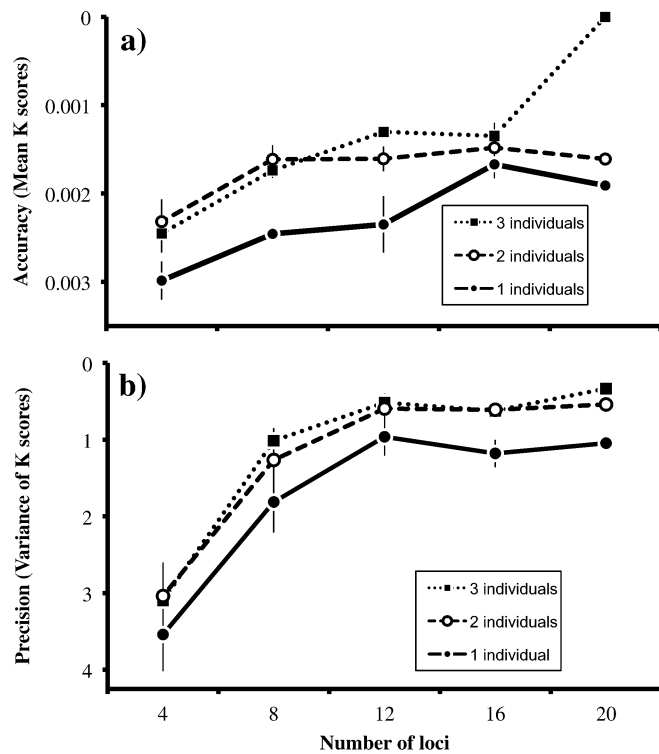 a)
0
0.001
0.002
0.003
Accuracy (Mean K scores)
3 individuals
2 individuals
1 individuals
b)
0
1
2
3
4
Precision (Variance of K scores)
3 individuals
2 individuals
1 individual
4 8 12 16 20
Number of loci